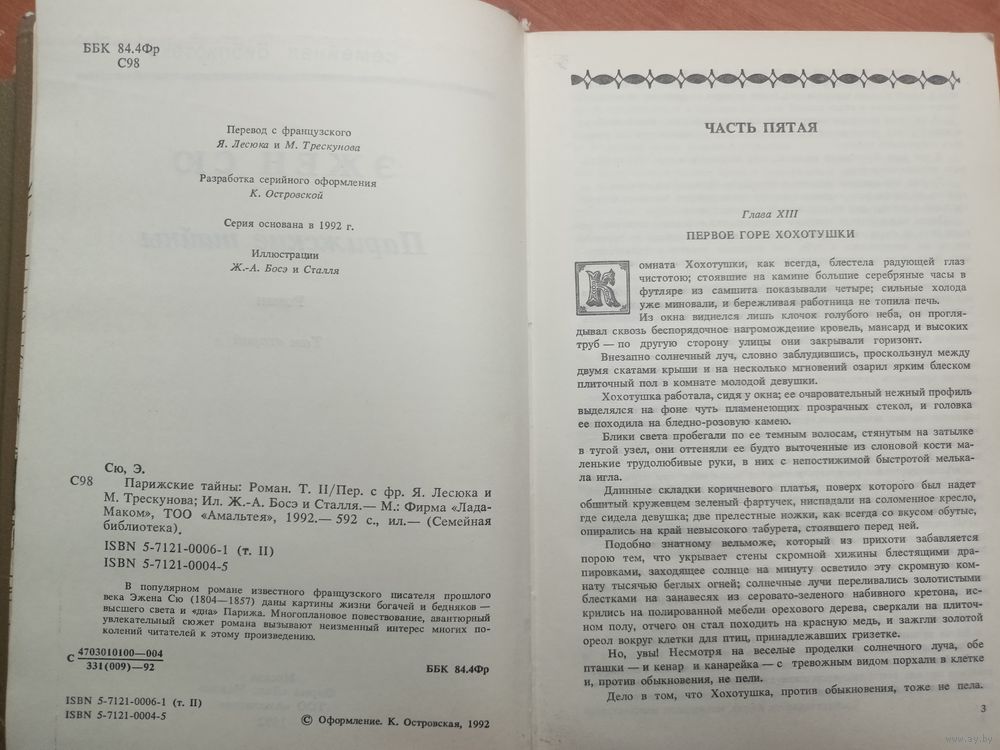 ББК 84.4Фр
С98
Перевод с французского
Я. Лесюка и М. Трескунова
Разработка серийного оформления
К. Островской
Серия основана в 1992 г.
Иллюстрации
Ж.-А. Босэ и Сталля
Сю, Э.
С98
Парижские тайны: Роман. Т. II/Пер. с фр. Я. Лесюка и
М. Трескунова; Ил. Ж.-А. Босэ и Сталля.— М.: Фирма «Лада-
Маком», ТОО «Амальтея», 1992.— 592 с., ил.— (Семейная
библиотека).
ISBN 5-7121-0006-1 (т. II)
ISBN 5-7121-0004-5
В популярном романе известного французского писателя прошлого
века Эжена Сю (1804—1857) даны картины жизни богачей и бедняков —
высшего света и «дна» Парижа. Многоплановое повествование, авантюрный
увлекательный сюжет романа вызывают неизменный интерес многих по-
колений читателей к этому произведению.
С 4703010100—004
331(009)—92
ББК 84.4Фр
ISBN 5-7121-0006-1 (т. II)
ISBN 5-7121-0004-5
© Оформление. К. Островская, 1992
ЧАСТЬ ПЯТАЯ
Глава XIII
ПЕРВОЕ ГОРЕ ХОХОТУШКИ
Комната Хохотушки, как всегда, блестела радующей глаз
чистотою; стоявшие на камине большие серебряные часы в
футляре из самшита показывали четыре; сильные холода
уже миновали, и бережливая работница не топила печь.
Из окна виднелся лишь клочок голубого неба, он прогля-
дывал сквозь беспорядочное нагромождение кровель, мансард и высоких
труб — по другую сторону улицы они закрывали горизонт.
Внезапно солнечный луч, словно заблудившись, проскользнул между
двумя скатами крыши и на несколько мгновений озарил ярким блеском
плиточный пол в комнате молодой девушки.
Хохотушка работала, сидя у окна; ее очаровательный нежный профиль
выделялся на фоне чуть пламенеющих прозрачных стекол, и головка
ее походила на бледно-розовую камею.
Блики света пробегали по ее темным волосам, стянутым на затылке
в тугой узел, они оттеняли ее будто выточенные из слоновой кости ма-
ленькие трудолюбивые руки, в них с непостижимой быстротой мелька-
ла игла.
Длинные складки коричневого платья, поверх которого был надет
обшитый кружевцем зеленый фартучек, ниспадали на соломенное кресло,
где сидела девушка; две прелестные ножки, как всегда со вкусом обутые,
опирались на край невысокого табурета, стоявшего перед ней.
Подобно знатному вельможе, который из прихоти забавляется
порою тем, что укрывает стены скромной хижины блестящими дра-
пировками, заходящее солнце на минуту осветило эту скромную ком-
нату тысячью беглых огней; солнечные лучи переливались золотистыми
блестками на занавесях из серовато-зеленого набивного кретона, ис-
крились на полированной мебели орехового дерева, сверкали на плиточ-
ном полу, отчего он стал походить на красную медь, и зажгли золотой
ореол вокруг клетки для птиц, принадлежавших гризетке.
Но, увы! Несмотря на веселые проделки солнечного луча, обе
пташки — и кенар и канарейка — с тревожным видом порхали в клетке
и, против обыкновения, не пели.
Дело в том, что Хохотушка, против обыкновения, тоже не пела.
3
www.ay.by